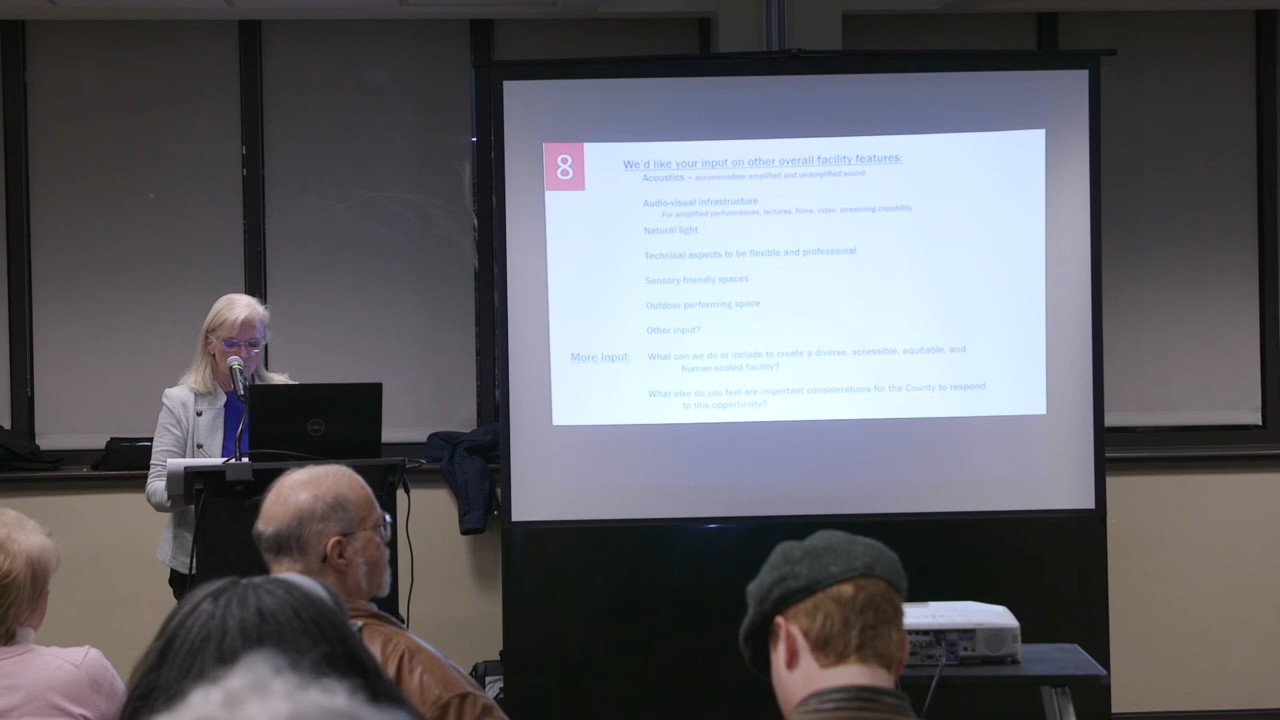 8
We'd like your input on other overall facility features:
Acoustics – accommodate amplified and unamplified sound
Audio-visual infrastructure
For amplified performances, lectures, films, video, streaming capability
Natural light
Technical aspects to be flexible and professional
Sensory-friendly spaces
Outdoor performing space
Other input?
More Input: What can we do or include to create a diverse, accessible, equitable, and
human-scaled facility?
What else do you feel are important considerations for the County to respond
to this opportunity?
DELL